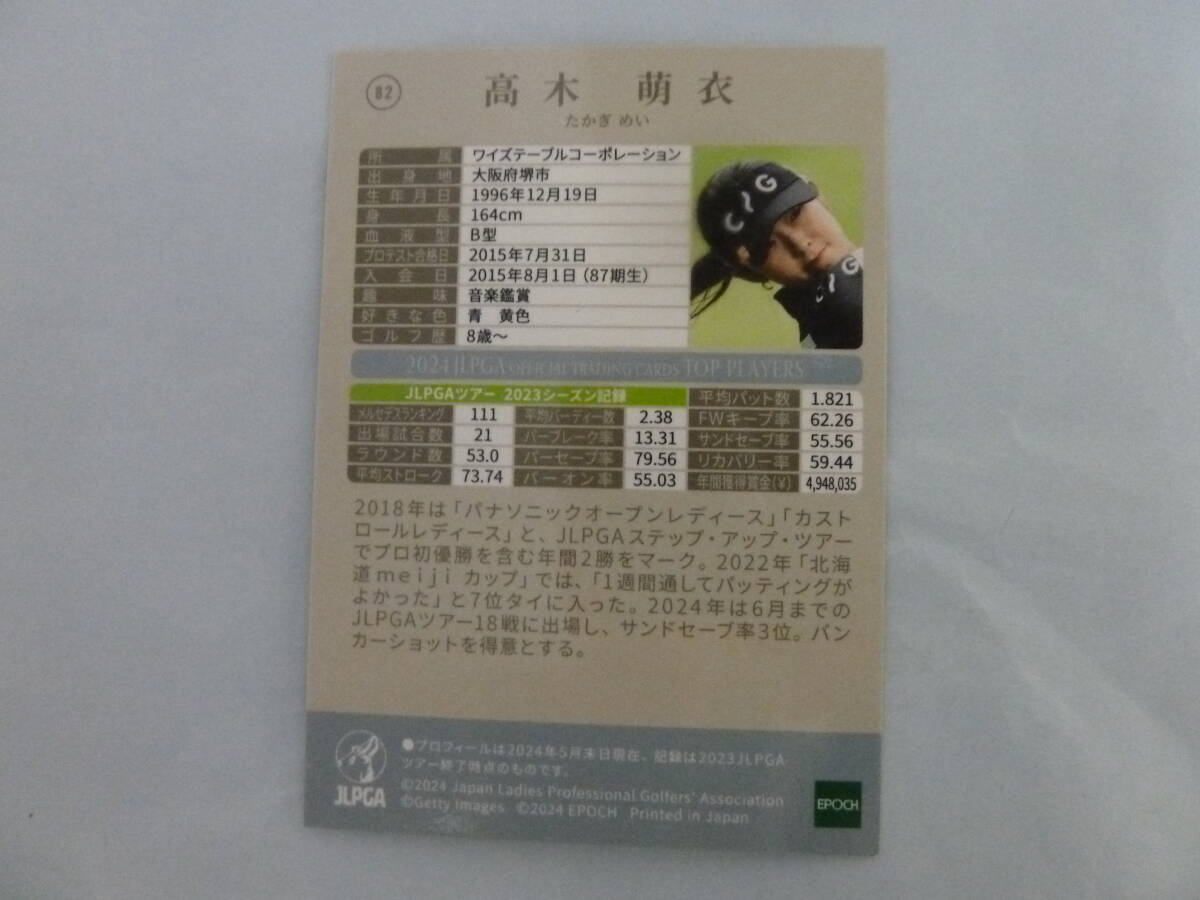 82
高木 萌衣
たかぎ めい
所属 ワイズテーブルコーポレーション
出身地 大阪府堺市
生年月日 1996年12月19日
身長 164cm
血液型 B型
プロテスト合格日 2015年7月31日
入会日 2015年8月1日（87期生）
趣味 音楽鑑賞
好きな色 青 黄色
ゴルフ歴 8歳〜
2024 JLPGA OFFICIAL TRADING CARDS TOP PLAYERS
JLPGAツアー 2023シーズン記録 平均パット数 1.821
メルセデスランキング 111 平均バーディー数 2.38 FWキープ率 62.26
出場試合数 21 パーブレーク率 13.31 サンドセーブ率 55.56
ラウンド数 53.0 パーセーブ率 79.56 リカバリー率 59.44
平均ストローク 73.74 パーオン率 55.03 年間獲得賞金(¥) 4,948,035
2018年は「パナソニックオープンレディース」「カスト
ロールレディース」と、JLPGAステップ・アップ・ツアー
でプロ初優勝を含む年間2勝をマーク。2022年「北海
道meijiカップ」では、「1週間通してパッティングが
よかった」と7位タイに入った。2024年は6月までの
JLPGAツアー18戦に出場し、サンドセーブ率3位。バン
カーショットを得意とする。
●プロフィールは2024年5月末日現在、記録は2023JLPGA
ツアー終了時点のものです。
©2024 Japan Ladies Professional Golfers' Association
©Getty Images ©2024 EPOCH Printed in Japan
JLPGA
EPOCH